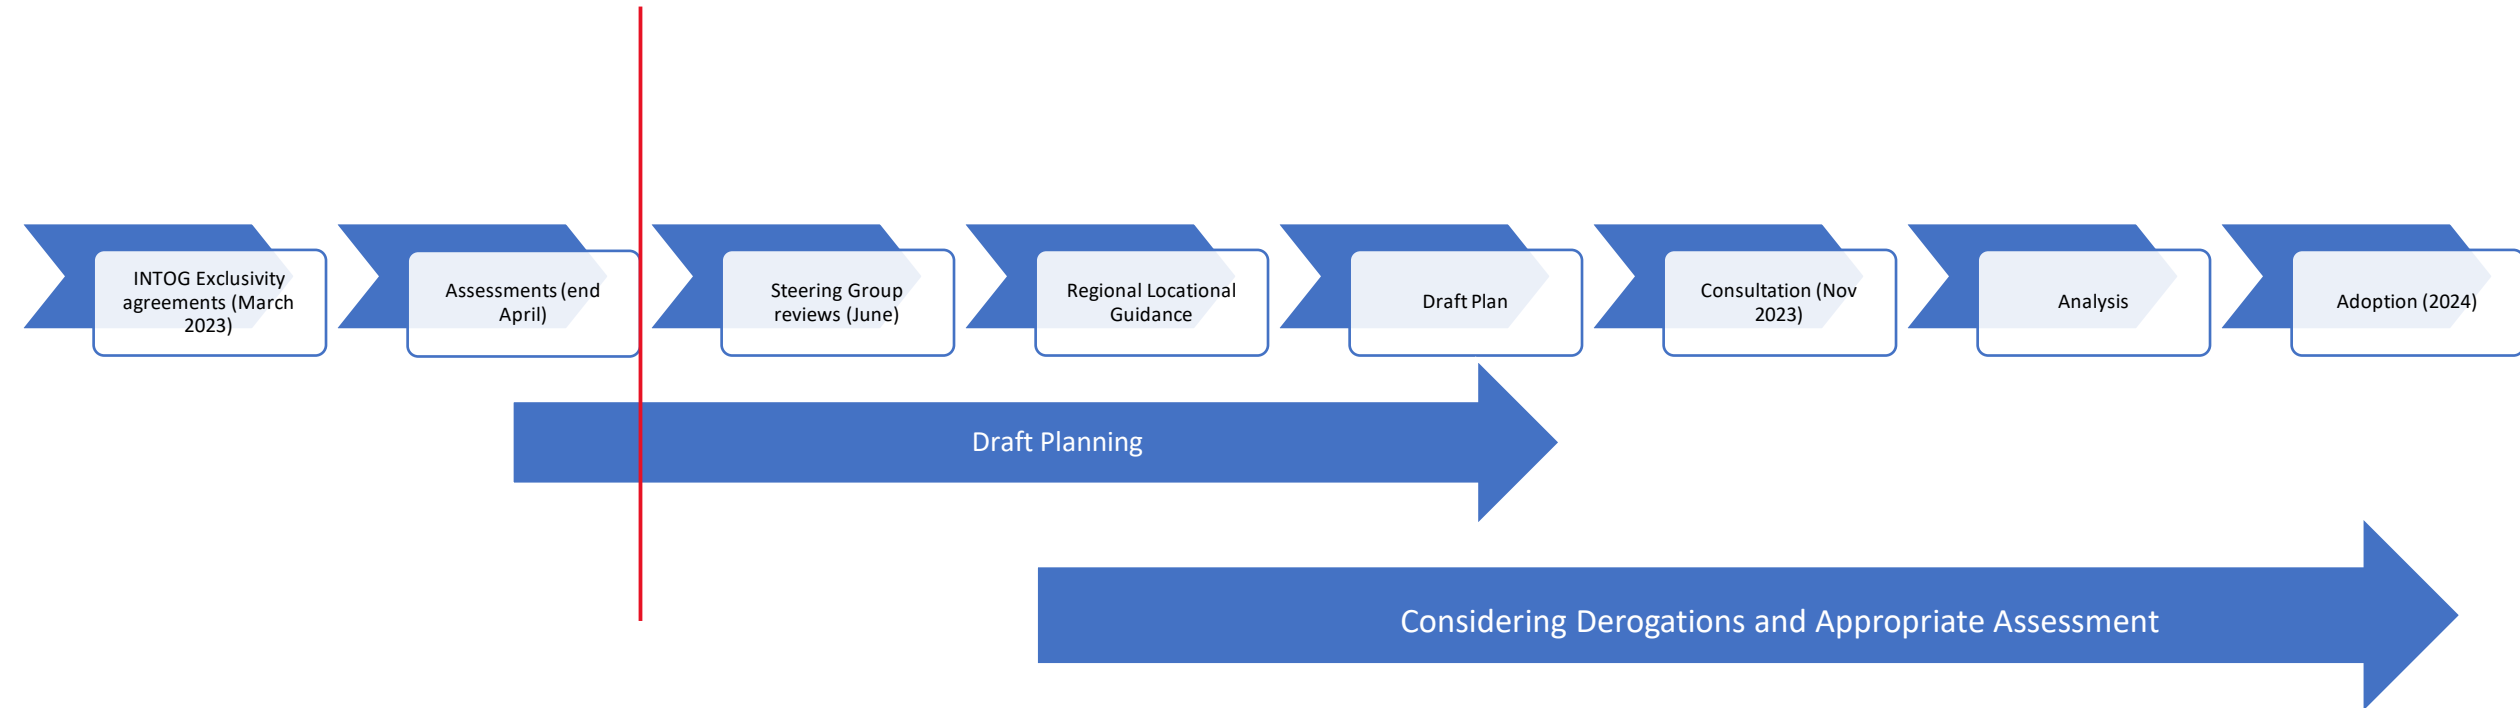 INTOG Exclusivity
agreements (March
2023)
Assessments (end
April)
Steering Group
reviews (June)
Regional Locational
Guidance
Draft Plan
Consultation (Nov
2023)
Analysis
Adoption (2024)
Draft Planning
Considering Derogations and Appropriate Assessment